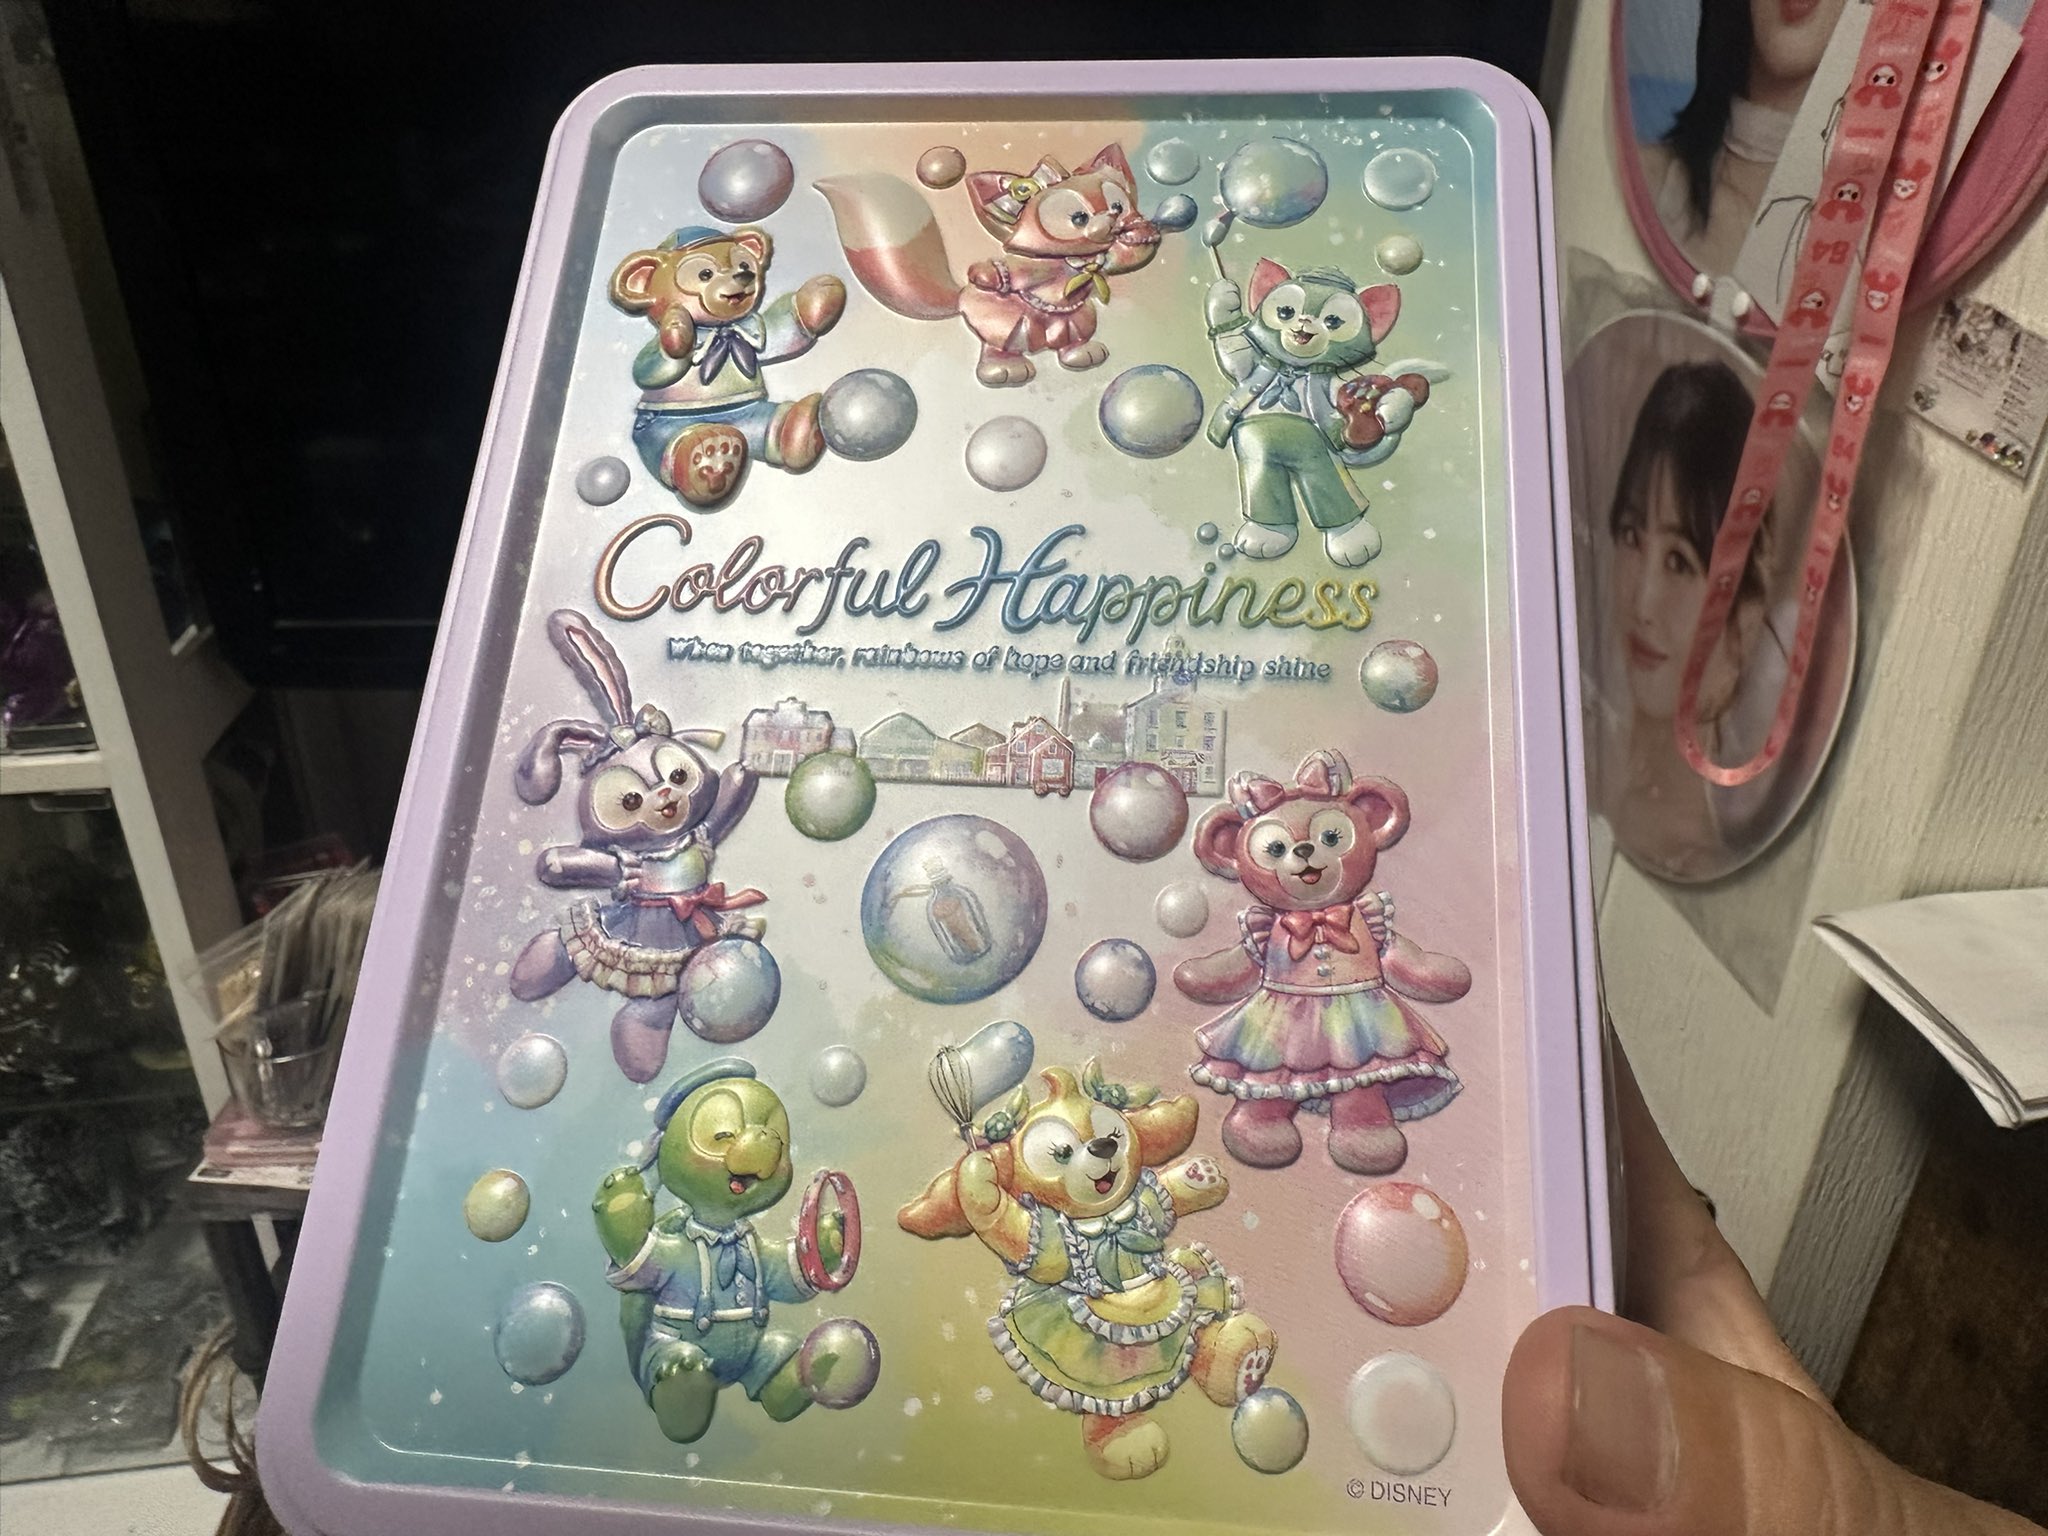 Colorful Happiness
When together, rainbows of hope and friendship shine
© DISNEY